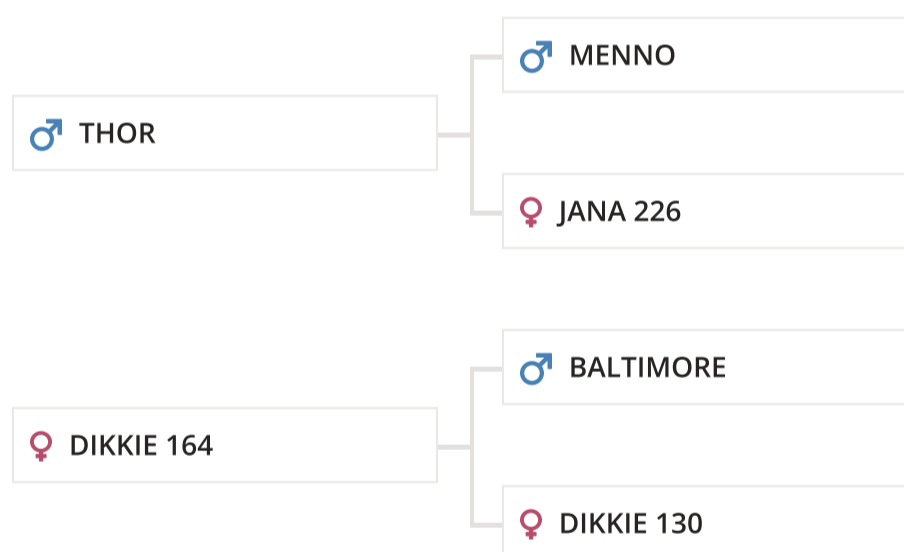 MENNO
THOR
JANA 226
BALTIMORE
DIKKIE 164
DIKKIE 130